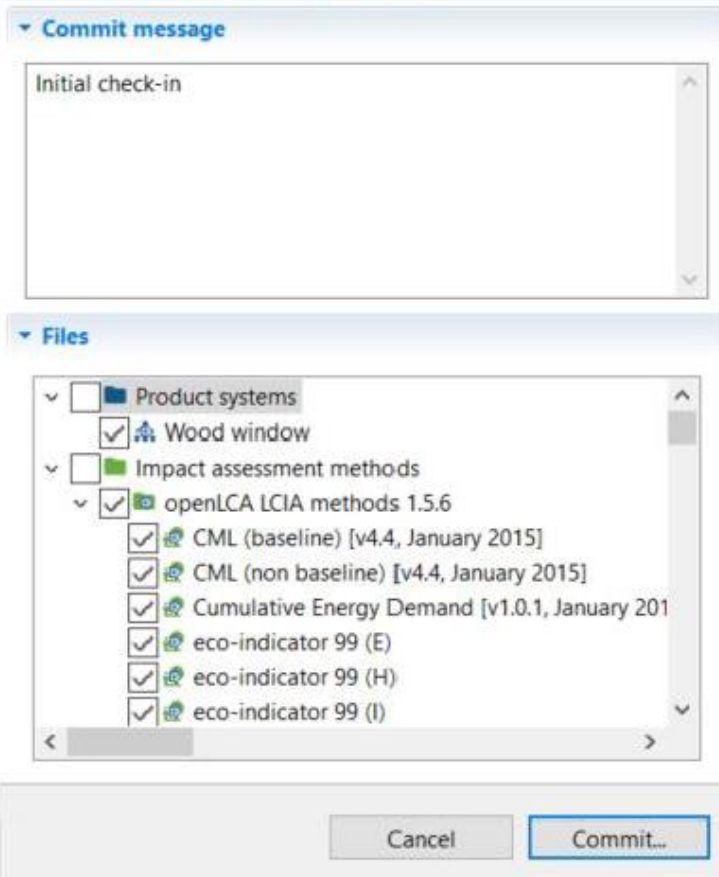 Commit message
Initial check-in
Files
Product systems
Wood window
Impact assessment methods
openLCA LCIA methods 1.5.6
CML (baseline) [v4.4, January 2015]
CML (non baseline) [v4.4, January 2015]
Cumulative Energy Demand [v1.0.1, January 201
eco-indicator 99 (E)
eco-indicator 99 (H)
eco-indicator 99 (I)
Cancel Commit...